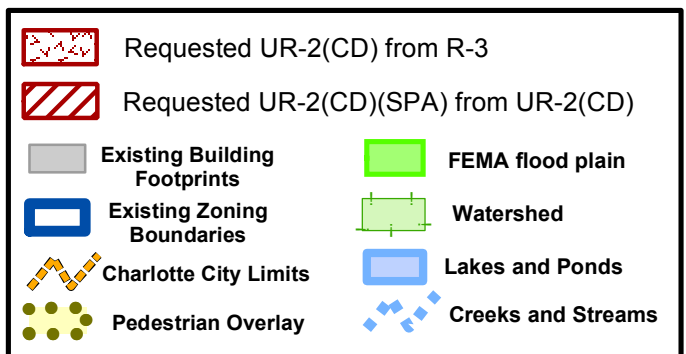 Requested UR-2(CD) from R-3
Requested UR-2(CD)(SPA) from UR-2(CD)
Existing Building
Footprints
Existing Zoning
Boundaries
Charlotte City Limits
Pedestrian Overlay
FEMA flood plain
Watershed
Lakes and Ponds
Creeks and Streams